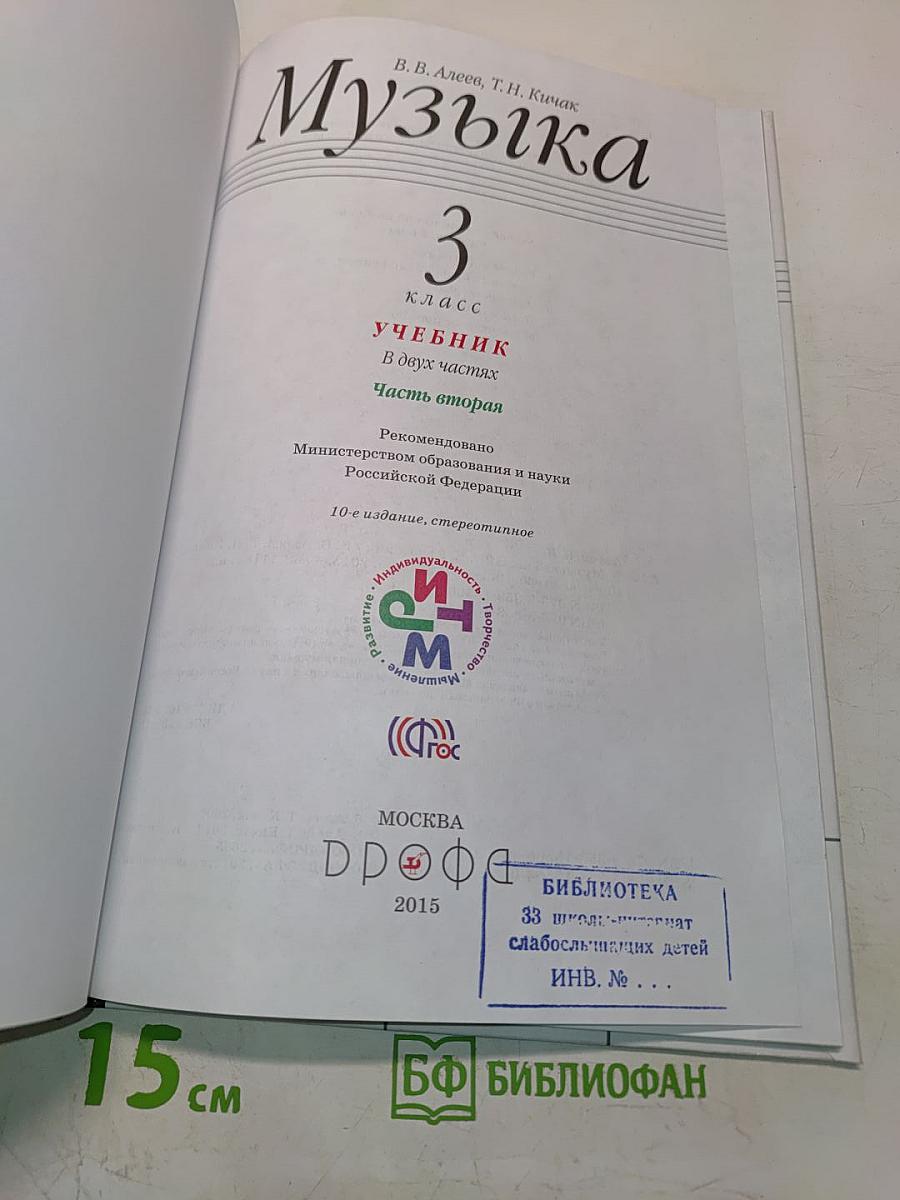 В. В. Алеев, Т. Н. Кичак
Музыка
3
класс
УЧЕБНИК
В двух частях
Часть вторая
Рекомендовано
Министерством образования и науки
Российской Федерации
10-е издание, стереотипное
Развитие · Индивидуальность · Творчество · Мышление
РИТМ
ФГОС
МОСКВА
ДРОФА
2015
БИБЛИОТЕКА
33 школы-интернат
слабослышащих детей
ИНВ. № . . .
15 см
БФ БИБЛИОФАН